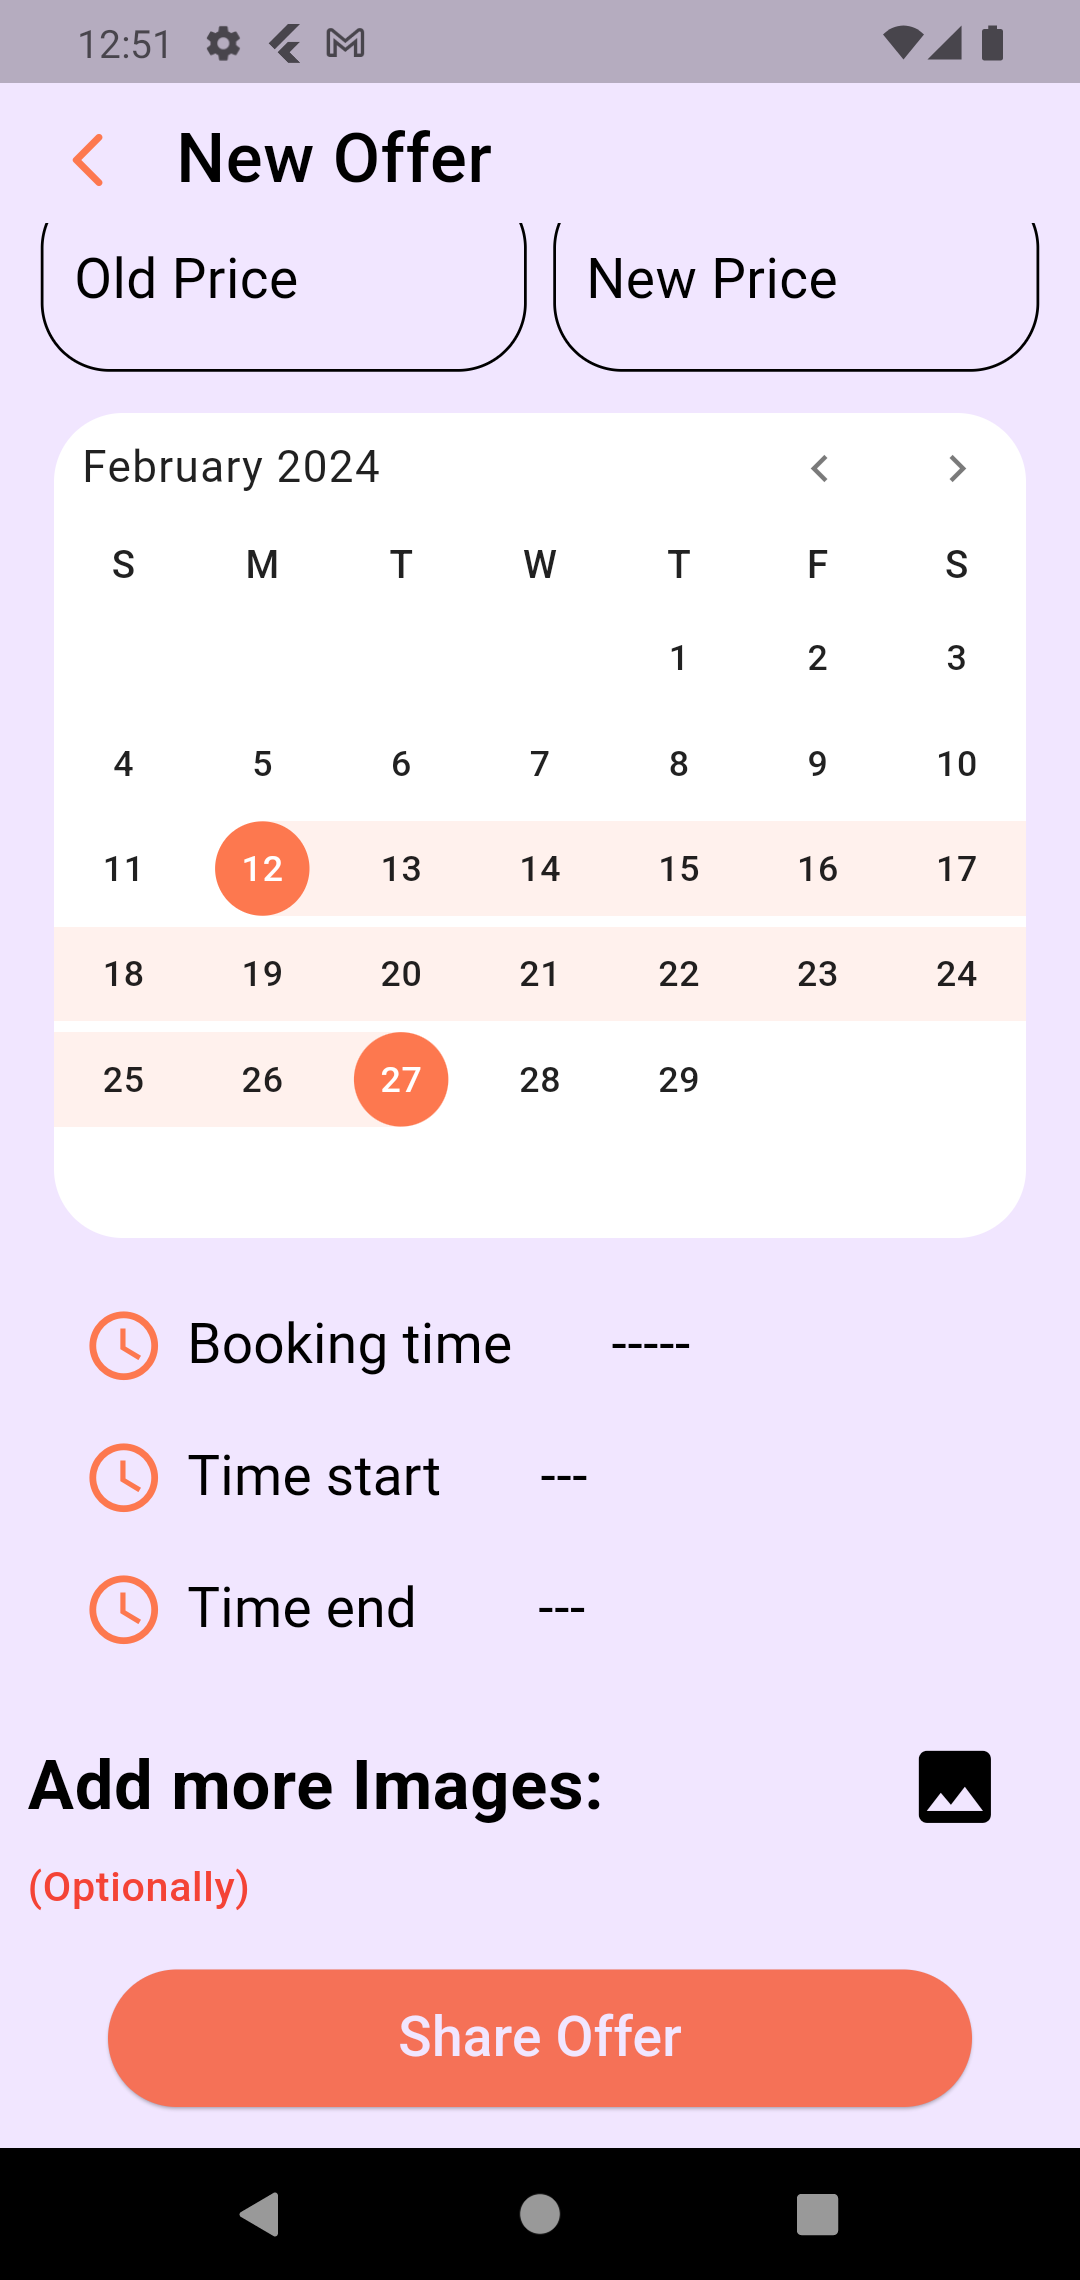 12:51
New Offer
Old Price New Price
February 2024
S M T W T F S
1 2 3
4 5 6 7 8 9 10
11 12 13 14 15 16 17
18 19 20 21 22 23 24
25 26 27 28 29
Booking time -----
Time start ---
Time end ---
Add more Images:
(Optionally)
Share Offer